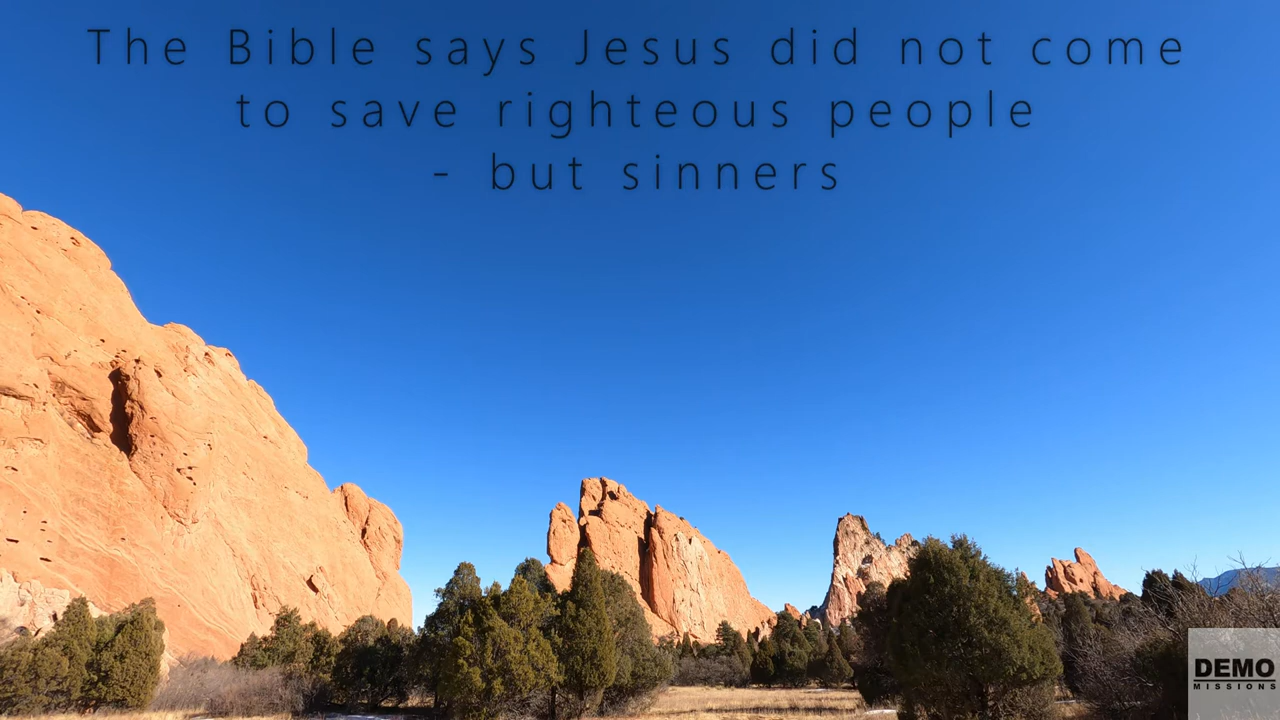 The Bible says Jesus did not come
to save righteous people
- but sinners
DEMO
MISSIONS